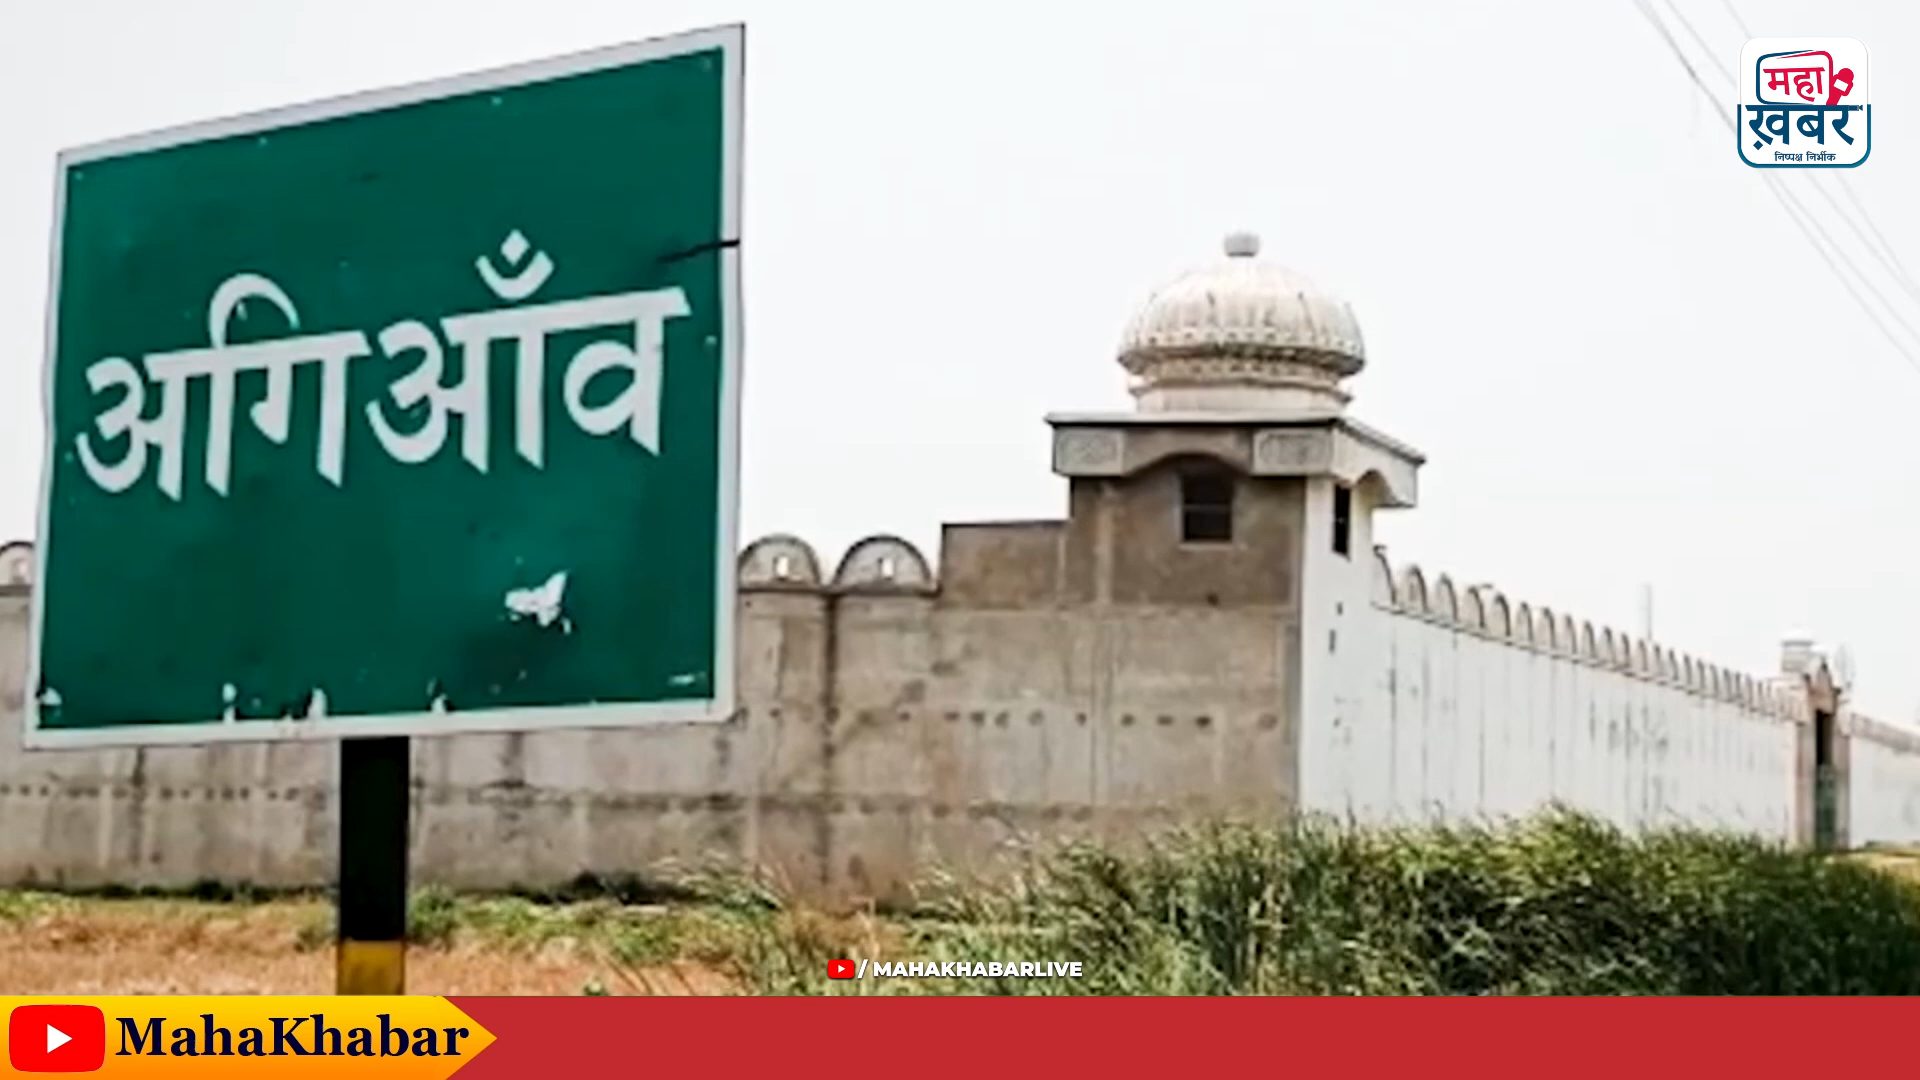 महा
ख़बर
निष्पक्ष निर्भीक
अगिआँव
/ MAHAKHABARLIVE
MahaKhabar